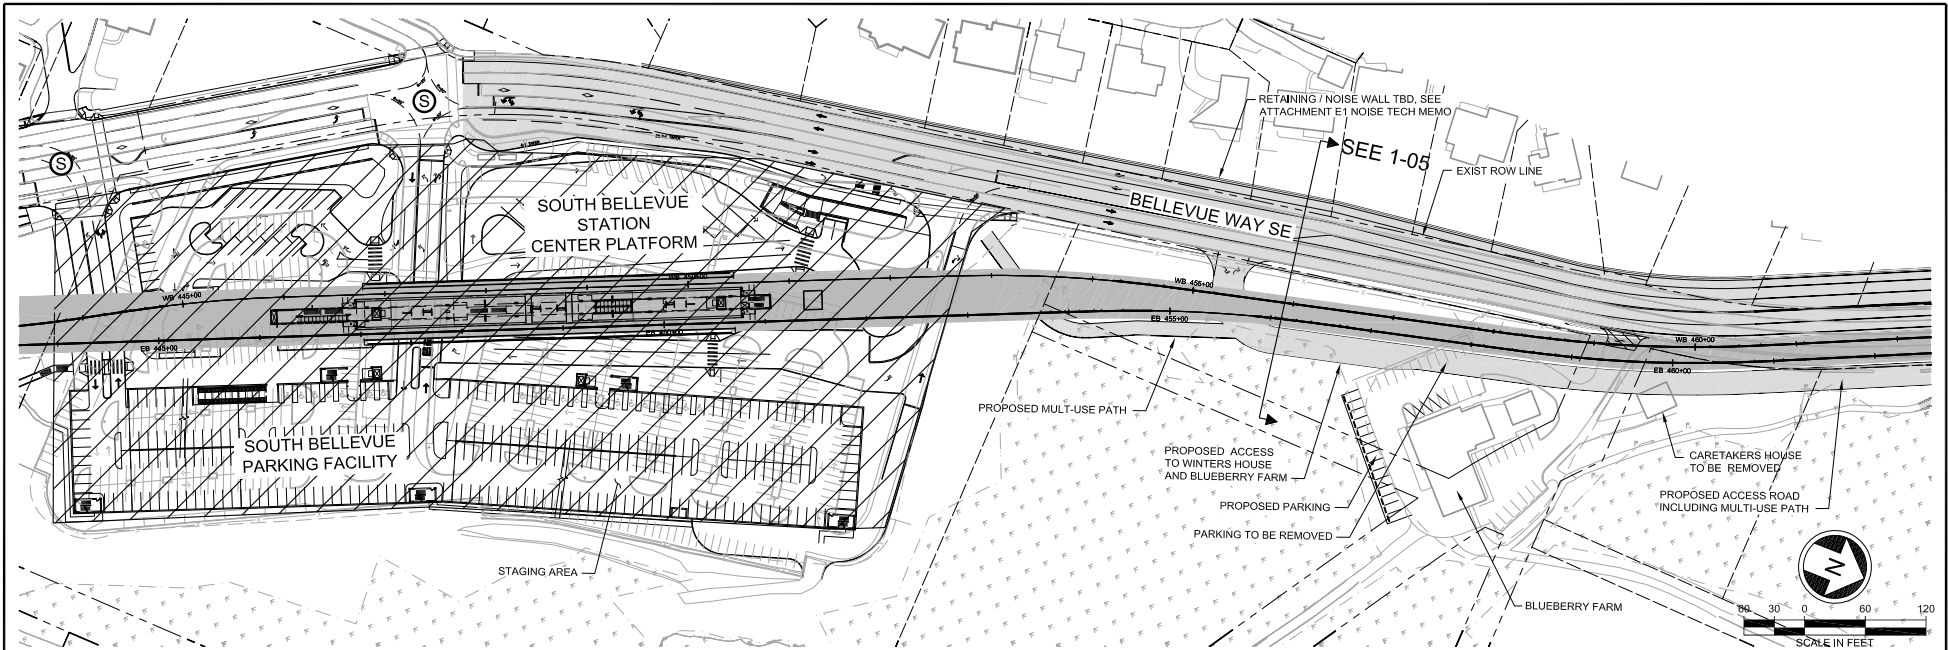 RETAINING / NOISE WALL TBD, SEE
ATTACHMENT E1 NOISE TECH MEMO
SEE 1-05
EXIST ROW LINE
S
S
SOUTH BELLEVUE
STATION
CENTER PLATFORM
BELLEVUE WAY SE
WB 445+00
WB 455+00
WB 460+00
EB 445+00
EB 455+00
EB 460+00
PROPOSED MULT-USE PATH
SOUTH BELLEVUE
PARKING FACILITY
PROPOSED ACCESS
TO WINTERS HOUSE
AND BLUEBERRY FARM
CARETAKERS HOUSE
TO BE REMOVED
PROPOSED PARKING
PROPOSED ACCESS ROAD
INCLUDING MULTI-USE PATH
PARKING TO BE REMOVED
STAGING AREA
BLUEBERRY FARM
N
60 30 0 60 120
SCALE IN FEET